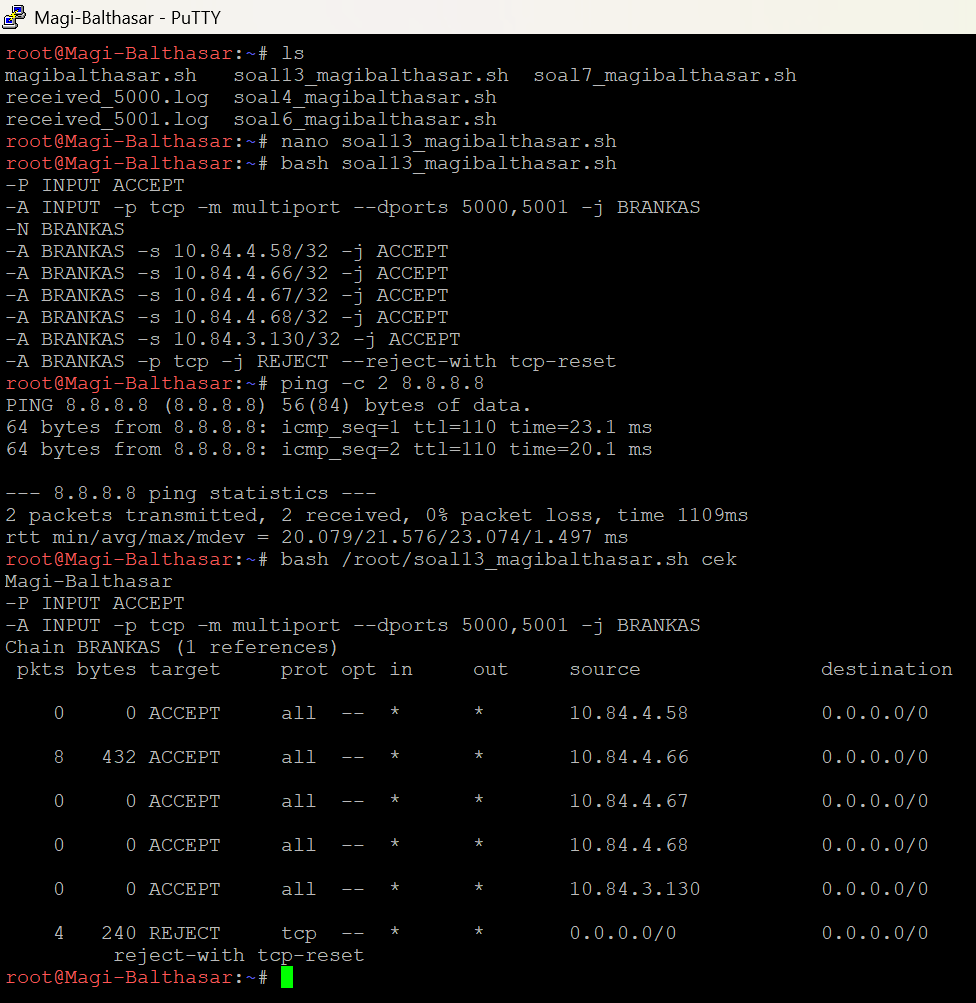 Magi-Balthasar - PuTTY
root@Magi-Balthasar:~# ls
magibalthasar.sh   soal13_magibalthasar.sh  soal7_magibalthasar.sh
received_5000.log  soal4_magibalthasar.sh
received_5001.log  soal6_magibalthasar.sh
root@Magi-Balthasar:~# nano soal13_magibalthasar.sh
root@Magi-Balthasar:~# bash soal13_magibalthasar.sh
-P INPUT ACCEPT
-A INPUT -p tcp -m multiport --dports 5000,5001 -j BRANKAS
-N BRANKAS
-A BRANKAS -s 10.84.4.58/32 -j ACCEPT
-A BRANKAS -s 10.84.4.66/32 -j ACCEPT
-A BRANKAS -s 10.84.4.67/32 -j ACCEPT
-A BRANKAS -s 10.84.4.68/32 -j ACCEPT
-A BRANKAS -s 10.84.3.130/32 -j ACCEPT
-A BRANKAS -p tcp -j REJECT --reject-with tcp-reset
root@Magi-Balthasar:~# ping -c 2 8.8.8.8
PING 8.8.8.8 (8.8.8.8) 56(84) bytes of data.
64 bytes from 8.8.8.8: icmp_seq=1 ttl=110 time=23.1 ms
64 bytes from 8.8.8.8: icmp_seq=2 ttl=110 time=20.1 ms
--- 8.8.8.8 ping statistics ---
2 packets transmitted, 2 received, 0% packet loss, time 1109ms
rtt min/avg/max/mdev = 20.079/21.576/23.074/1.497 ms
root@Magi-Balthasar:~# bash /root/soal13_magibalthasar.sh cek
Magi-Balthasar
-P INPUT ACCEPT
-A INPUT -p tcp -m multiport --dports 5000,5001 -j BRANKAS
Chain BRANKAS (1 references)
 pkts bytes target     prot opt in     out     source               destination
    0     0 ACCEPT     all  --  *      *       10.84.4.58           0.0.0.0/0
    8   432 ACCEPT     all  --  *      *       10.84.4.66           0.0.0.0/0
    0     0 ACCEPT     all  --  *      *       10.84.4.67           0.0.0.0/0
    0     0 ACCEPT     all  --  *      *       10.84.4.68           0.0.0.0/0
    0     0 ACCEPT     all  --  *      *       10.84.3.130          0.0.0.0/0
    4   240 REJECT     tcp  --  *      *       0.0.0.0/0            0.0.0.0/0
         reject-with tcp-reset
root@Magi-Balthasar:~#